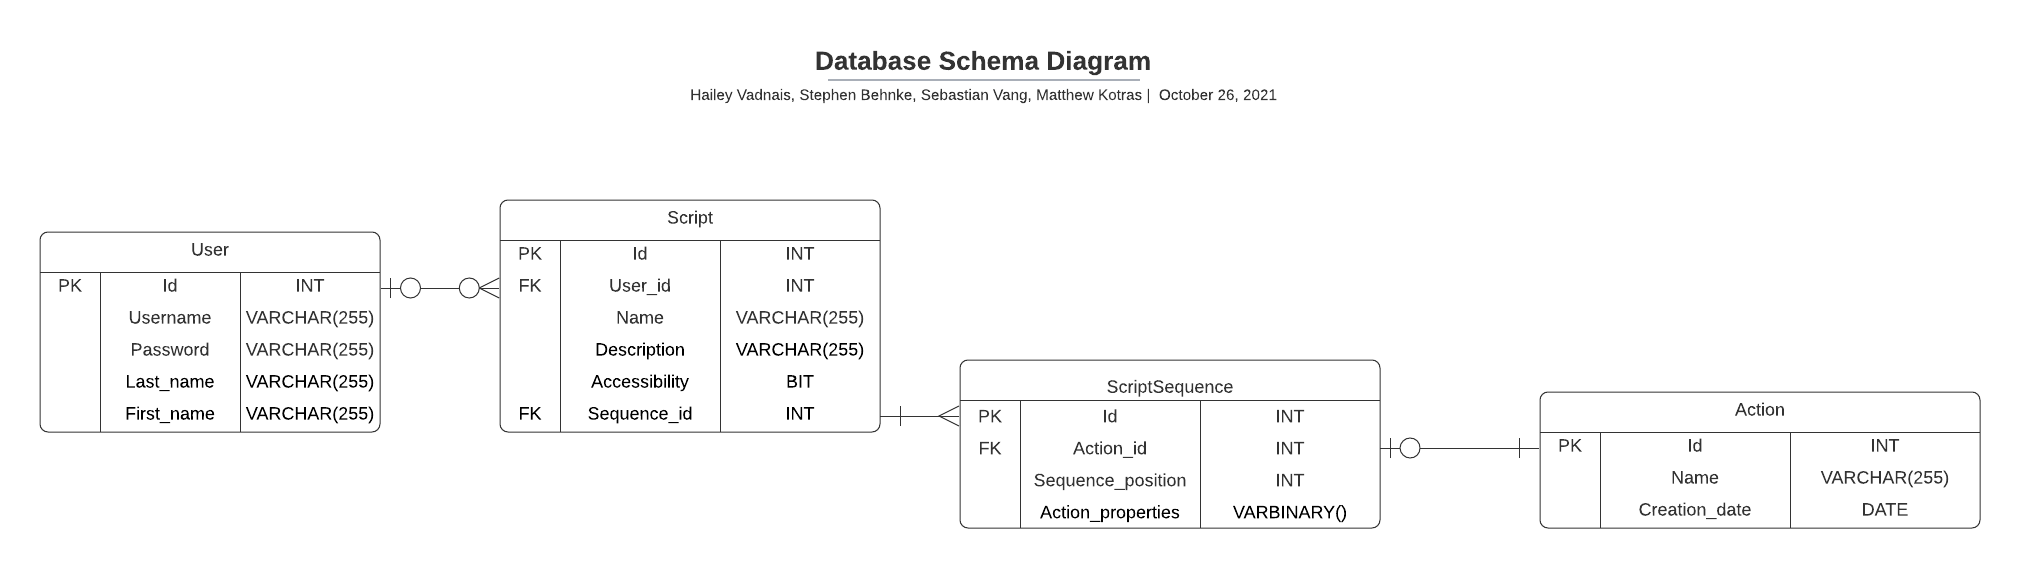 Database Schema Diagram
Hailey Vadnais, Stephen Behnke, Sebastian Vang, Matthew Kotras | October 26, 2021
User
PK Id INT
Username VARCHAR(255)
Password VARCHAR(255)
Last_name VARCHAR(255)
First_name VARCHAR(255)
Script
PK Id INT
FK User_id INT
Name VARCHAR(255)
Description VARCHAR(255)
Accessibility BIT
FK Sequence_id INT
ScriptSequence
PK Id INT
FK Action_id INT
Sequence_position INT
Action_properties VARBINARY()
Action
PK Id INT
Name VARCHAR(255)
Creation_date DATE